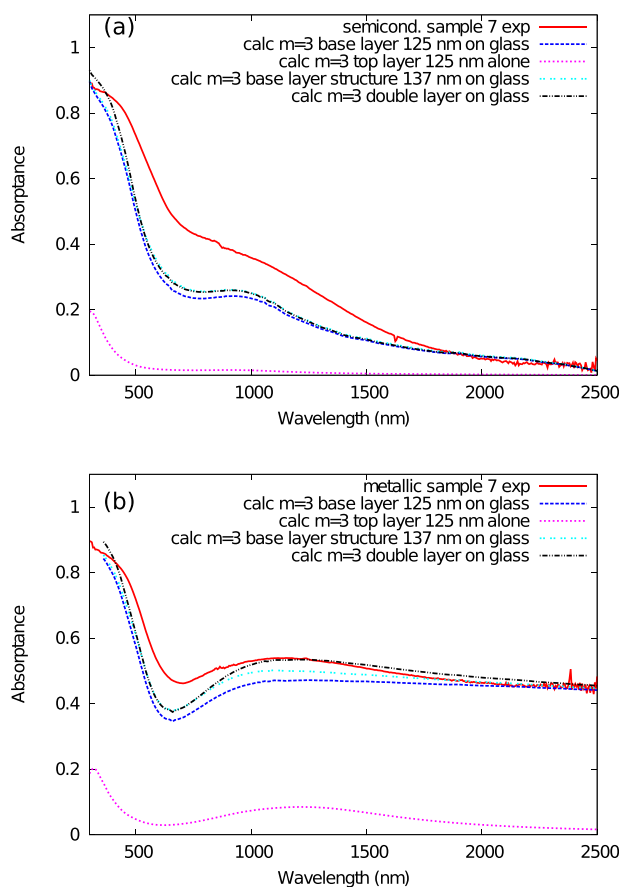 (a)
semicond. sample 7 exp
calc m=3 base layer 125 nm on glass
calc m=3 top layer 125 nm alone
calc m=3 base layer structure 137 nm on glass
calc m=3 double layer on glass
Absorptance
1
0.8
0.6
0.4
0.2
0
500 1000 1500 2000 2500
Wavelength (nm)
(b)
metallic sample 7 exp
calc m=3 base layer 125 nm on glass
calc m=3 top layer 125 nm alone
calc m=3 base layer structure 137 nm on glass
calc m=3 double layer on glass
Absorptance
1
0.8
0.6
0.4
0.2
0
500 1000 1500 2000 2500
Wavelength (nm)